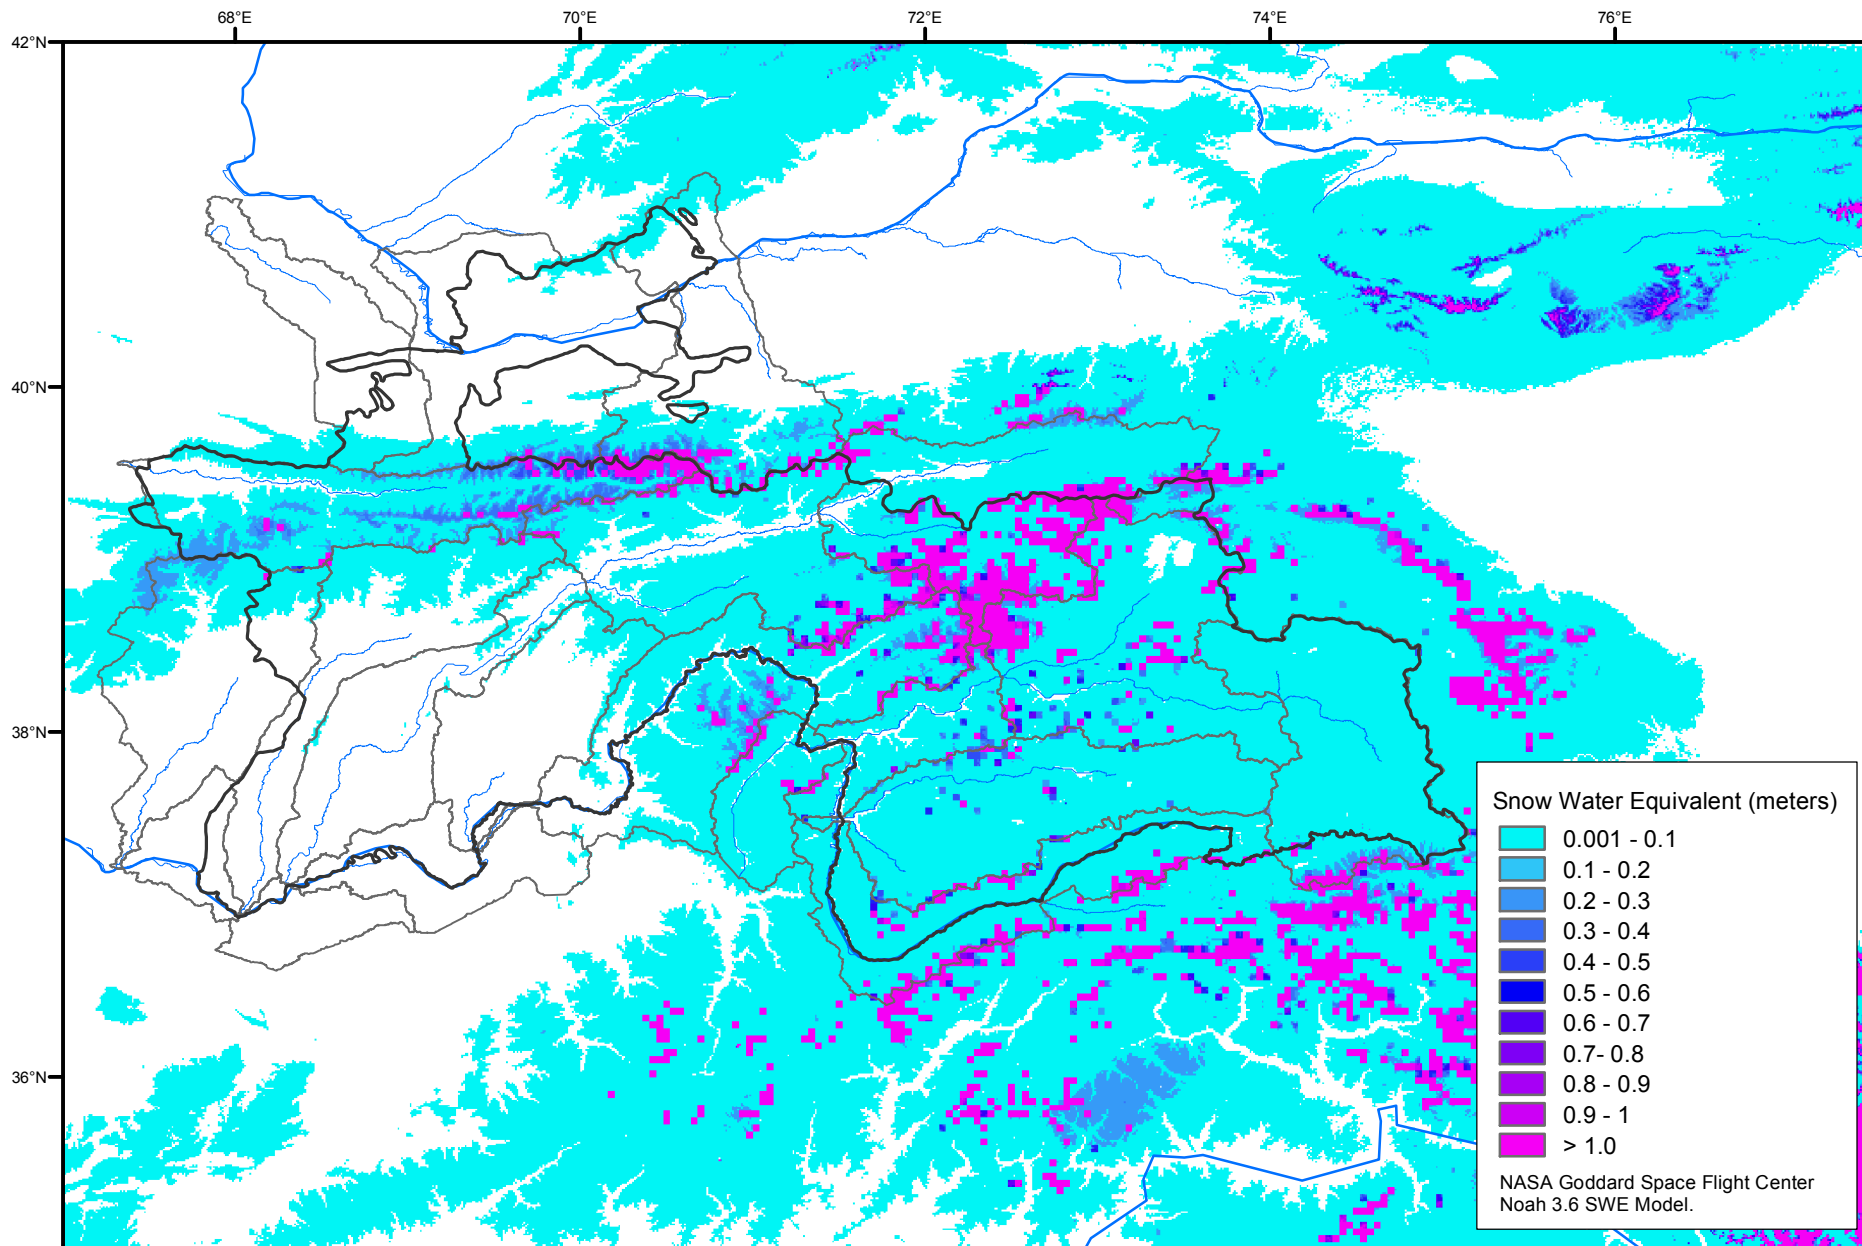 68°E 70°E 72°E 74°E 76°E
42°N
40°N
38°N
36°N
Snow Water Equivalent (meters)
0.001 - 0.1
0.1 - 0.2
0.2 - 0.3
0.3 - 0.4
0.4 - 0.5
0.5 - 0.6
0.6 - 0.7
0.7- 0.8
0.8 - 0.9
0.9 - 1
> 1.0
NASA Goddard Space Flight Center
Noah 3.6 SWE Model.